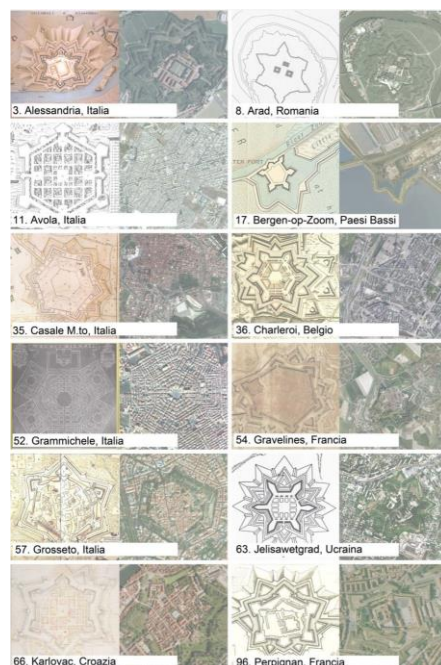 3. Alessandria, Italia
8. Arad, Romania
11. Avola, Italia
17. Bergen-op-Zoom, Paesi Bassi
35. Casale M.to, Italia
36. Charleroi, Belgio
52. Grammichele, Italia
54. Gravelines, Francia
57. Grosseto, Italia
63. Jelisawetgrad, Ucraina
66. Karlovac, Croazia
96. Perpignan, Francia